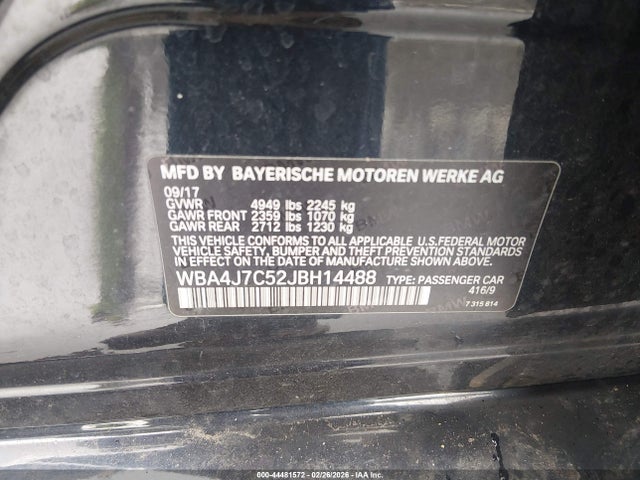 MFD BY BAYERISCHE MOTOREN WERKE AG
09/17
GVWR 4949 lbs 2245 kg
GAWR FRONT 2359 lbs 1070 kg
GAWR REAR 2712 lbs 1230 kg
THIS VEHICLE CONFORMS TO ALL APPLICABLE U.S.FEDERAL MOTOR
VEHICLE SAFETY, BUMPER AND THEFT PREVENTION STANDARDS
IN EFFECT ON THE DATE OF MANUFACTURE SHOWN ABOVE.
WBA4J7C52JBH14488 TYPE: PASSENGER CAR
416/9
7 315 814
000-44481572 02/26/2026 IAAI.COM